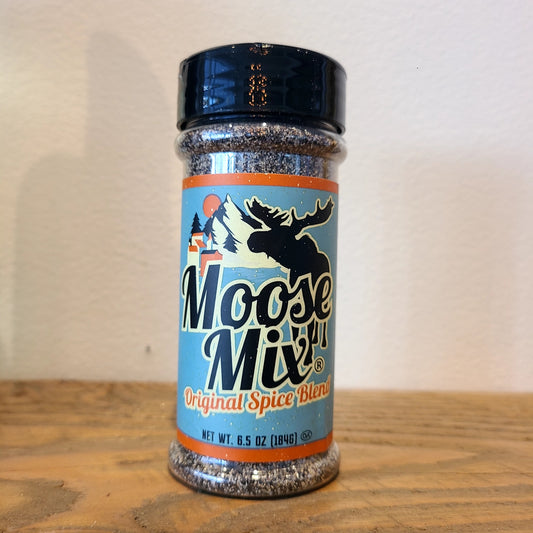 Moose
Mix®
Original Spice Blend
NET WT. 6.5 OZ (184G)